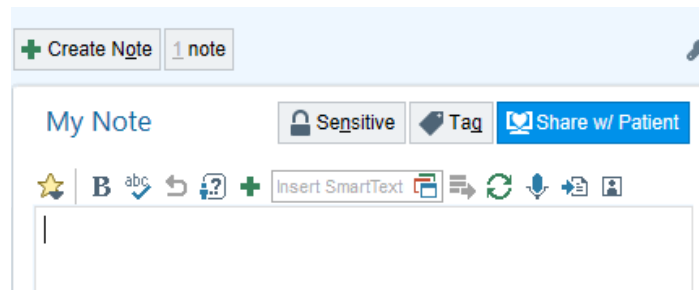 Create Note 1 note
My Note Sensitive Tag Share w/ Patient
B abc ? Insert SmartText